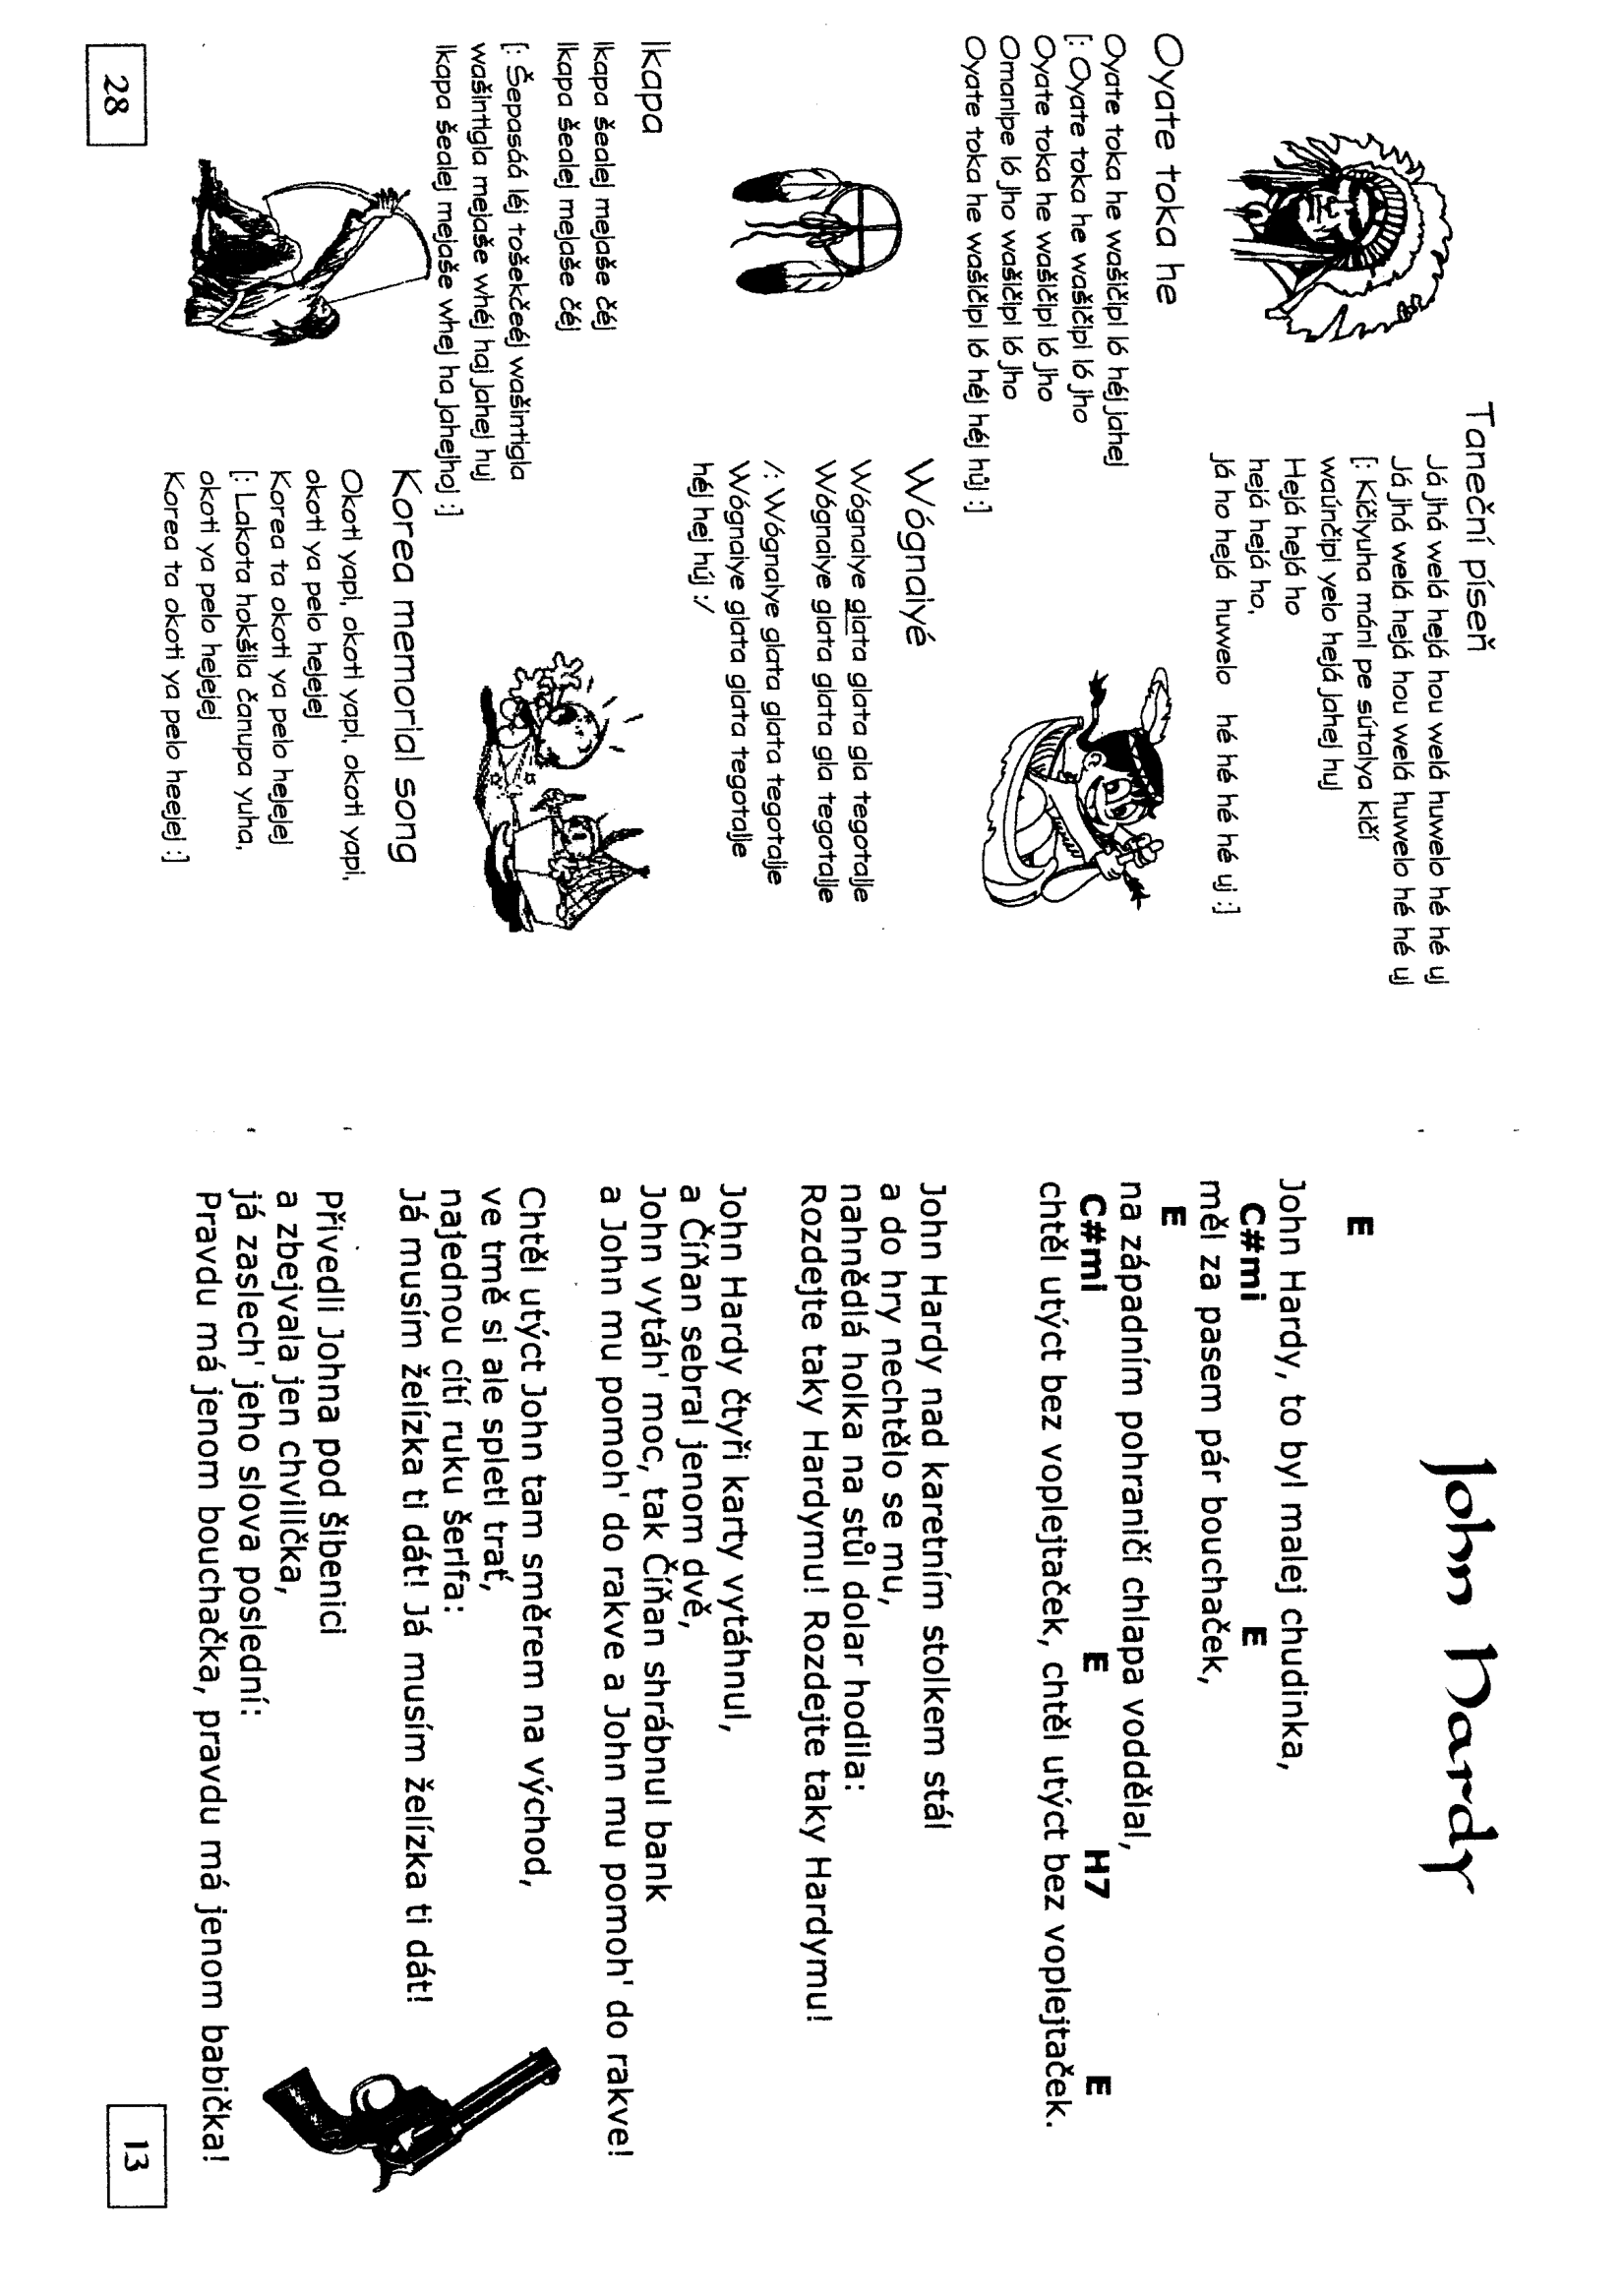 Taneční píseň
Já jhá welá hejá hou welá huwelo hé hé uj
Já jhá welá hejá hou welá huwelo hé hé uj
[: Kíčiyuha máni pe sútaiya kičí
waúnčipi yelo hejá jahej huj
Hejá hejá ho
hejá hejá ho,
já ho hejá huwelo hé hé hé hé hé uj :]
Oyate toka he
Oyate toka he wašičipi ló héj jahej
[: Oyate toka he wašičipi ló jho
Oyate toka he wašičipi ló jho
Omanipe ló jho wašičipi ló jho
Oyate toka he wašičipi ló héj héj hůj :]
Wógnaiyé
Wógnaiye glata glata gla tegotaije
Wógnaiye glata glata gla tegotaije
/: Wógnaiye glata glata tegotaije
Wógnaiye glata glata tegotaije
héj hej húj :/
Ikapa
Ikapa šealej mejaše čéj
Ikapa šealej mejaše čéj
[: Šepasáá léj tošekčeéj wašintigla
wašintigla mejaše whéj haj jahej huj
Ikapa šealej mejaše whej ha jahejhoj :]
Korea memorial song
Okoti yapi, okoti yapi, okoti yapi,
okoti ya pelo hejejej
Korea ta okoti ya pelo hejejej
[: Lakota hokšila čanupa yuha,
okoti ya pelo hejejej
Korea ta okoti ya pelo heejej :]
28
John Hardy
E
John Hardy, to byl malej chudinka,
C#mi E
měl za pasem pár bouchaček,
E
na západním pohraničí chlapa voddělal,
C#mi E H7 E
chtěl utýct bez voplejtaček, chtěl utýct bez voplejtaček.
John Hardy nad karetním stolkem stál
a do hry nechtělo se mu,
nahnědlá holka na stůl dolar hodila:
Rozdejte taky Hardymu! Rozdejte taky Hardymu!
John Hardy čtyři karty vytáhnul,
a Číňan sebral jenom dvě,
John vytáh' moc, tak Číňan shrábnul bank
a John mu pomoh' do rakve a John mu pomoh' do rakve!
Chtěl utýct John tam směrem na východ,
ve tmě si ale spletl trať,
najednou cítí ruku šerifa:
Já musím želízka ti dát! Já musím želízka ti dát!
Přivedli Johna pod šibenici
a zbejvala jen chvilička,
já zaslech' jeho slova poslední:
Pravdu má jenom bouchačka, pravdu má jenom babička!
13